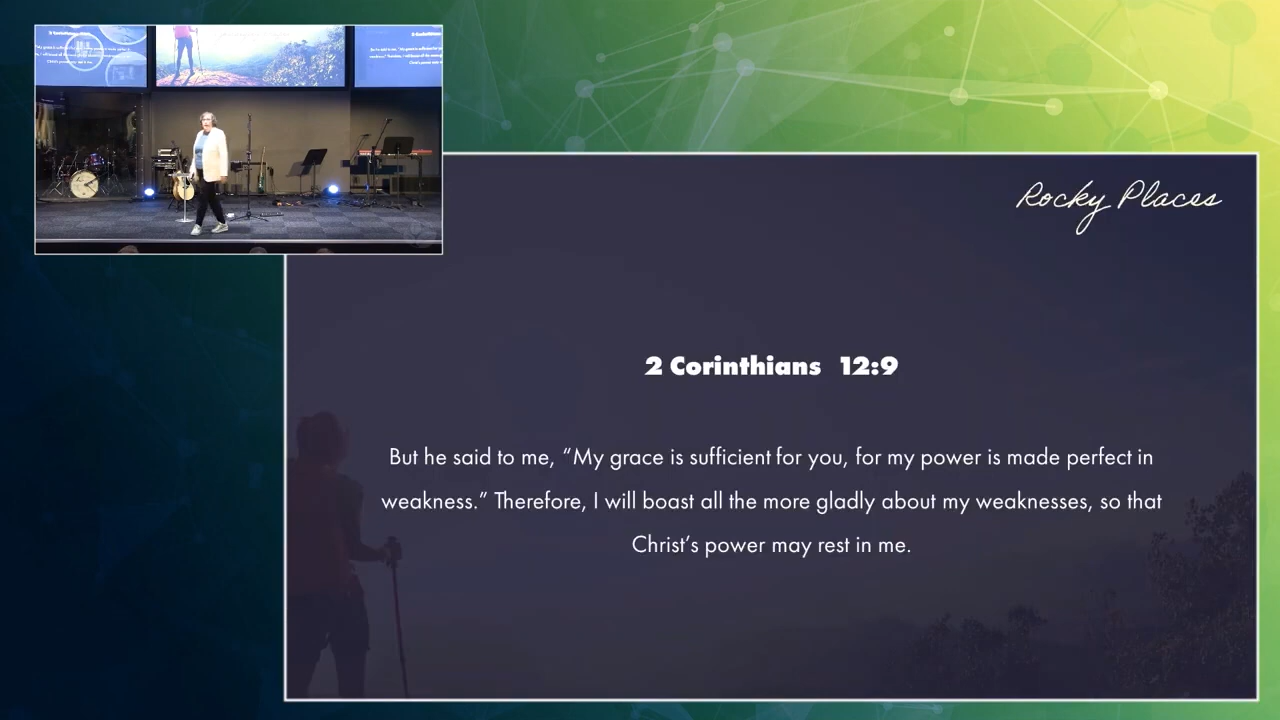 Rocky Places
2 Corinthians 12:9
But he said to me, “My grace is sufficient for you, for my power is made perfect in
weakness.” Therefore, I will boast all the more gladly about my weaknesses, so that
Christ’s power may rest in me.